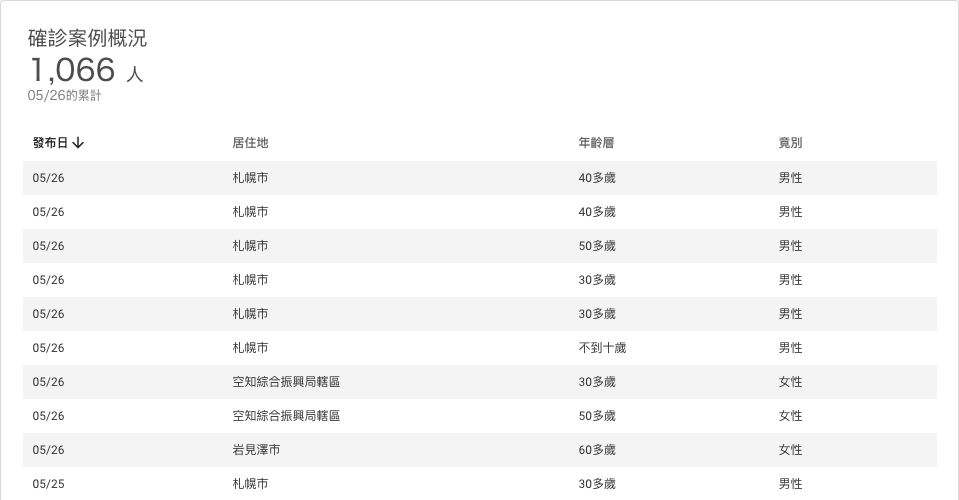 確診案例概況
1,066 人
05/26的累計
發布日↓ 居住地 年齡層 竟別
05/26 札幌市 40多歲 男性
05/26 札幌市 40多歲 男性
05/26 札幌市 50多歲 男性
05/26 札幌市 30多歲 男性
05/26 札幌市 30多歲 男性
05/26 札幌市 不到十歲 男性
05/26 空知綜合振興局轄區 30多歲 女性
05/26 空知綜合振興局轄區 50多歲 女性
05/26 岩見澤市 60多歲 女性
05/25 札幌市 30多歲 男性